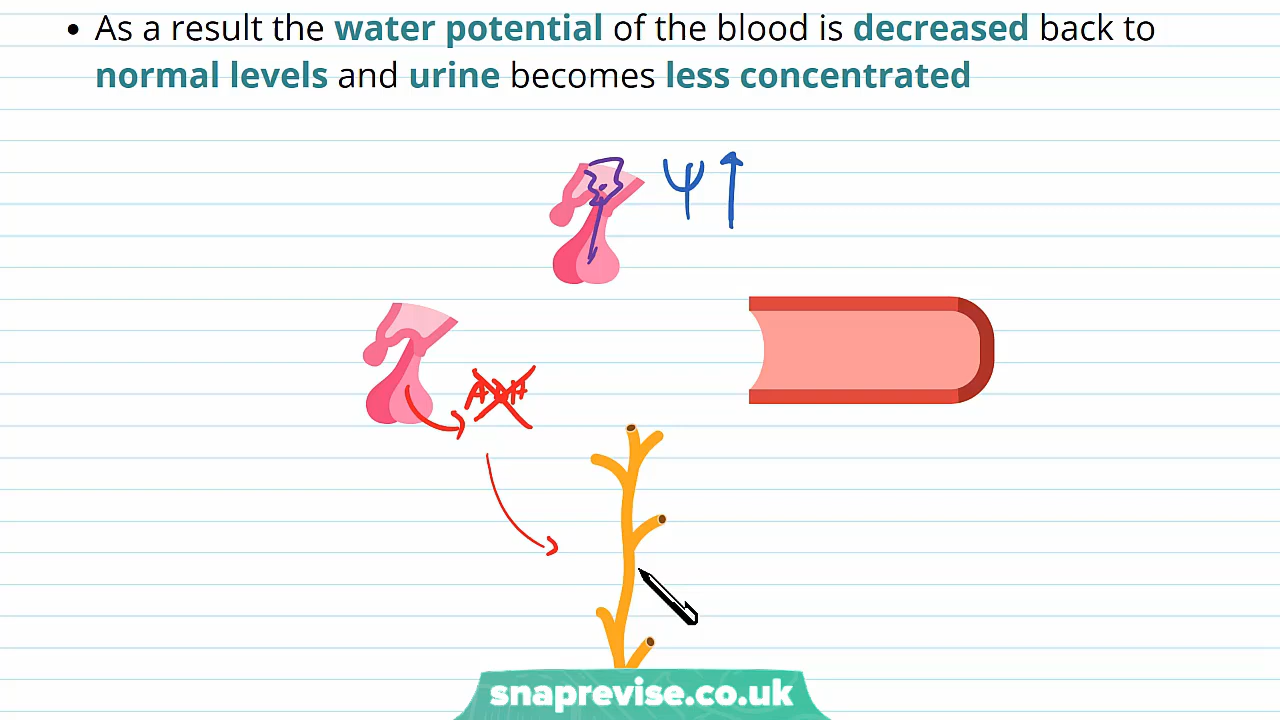 • As a result the water potential of the blood is decreased back to
normal levels and urine becomes less concentrated
Ψ ↑
ADH
snaprevise.co.uk